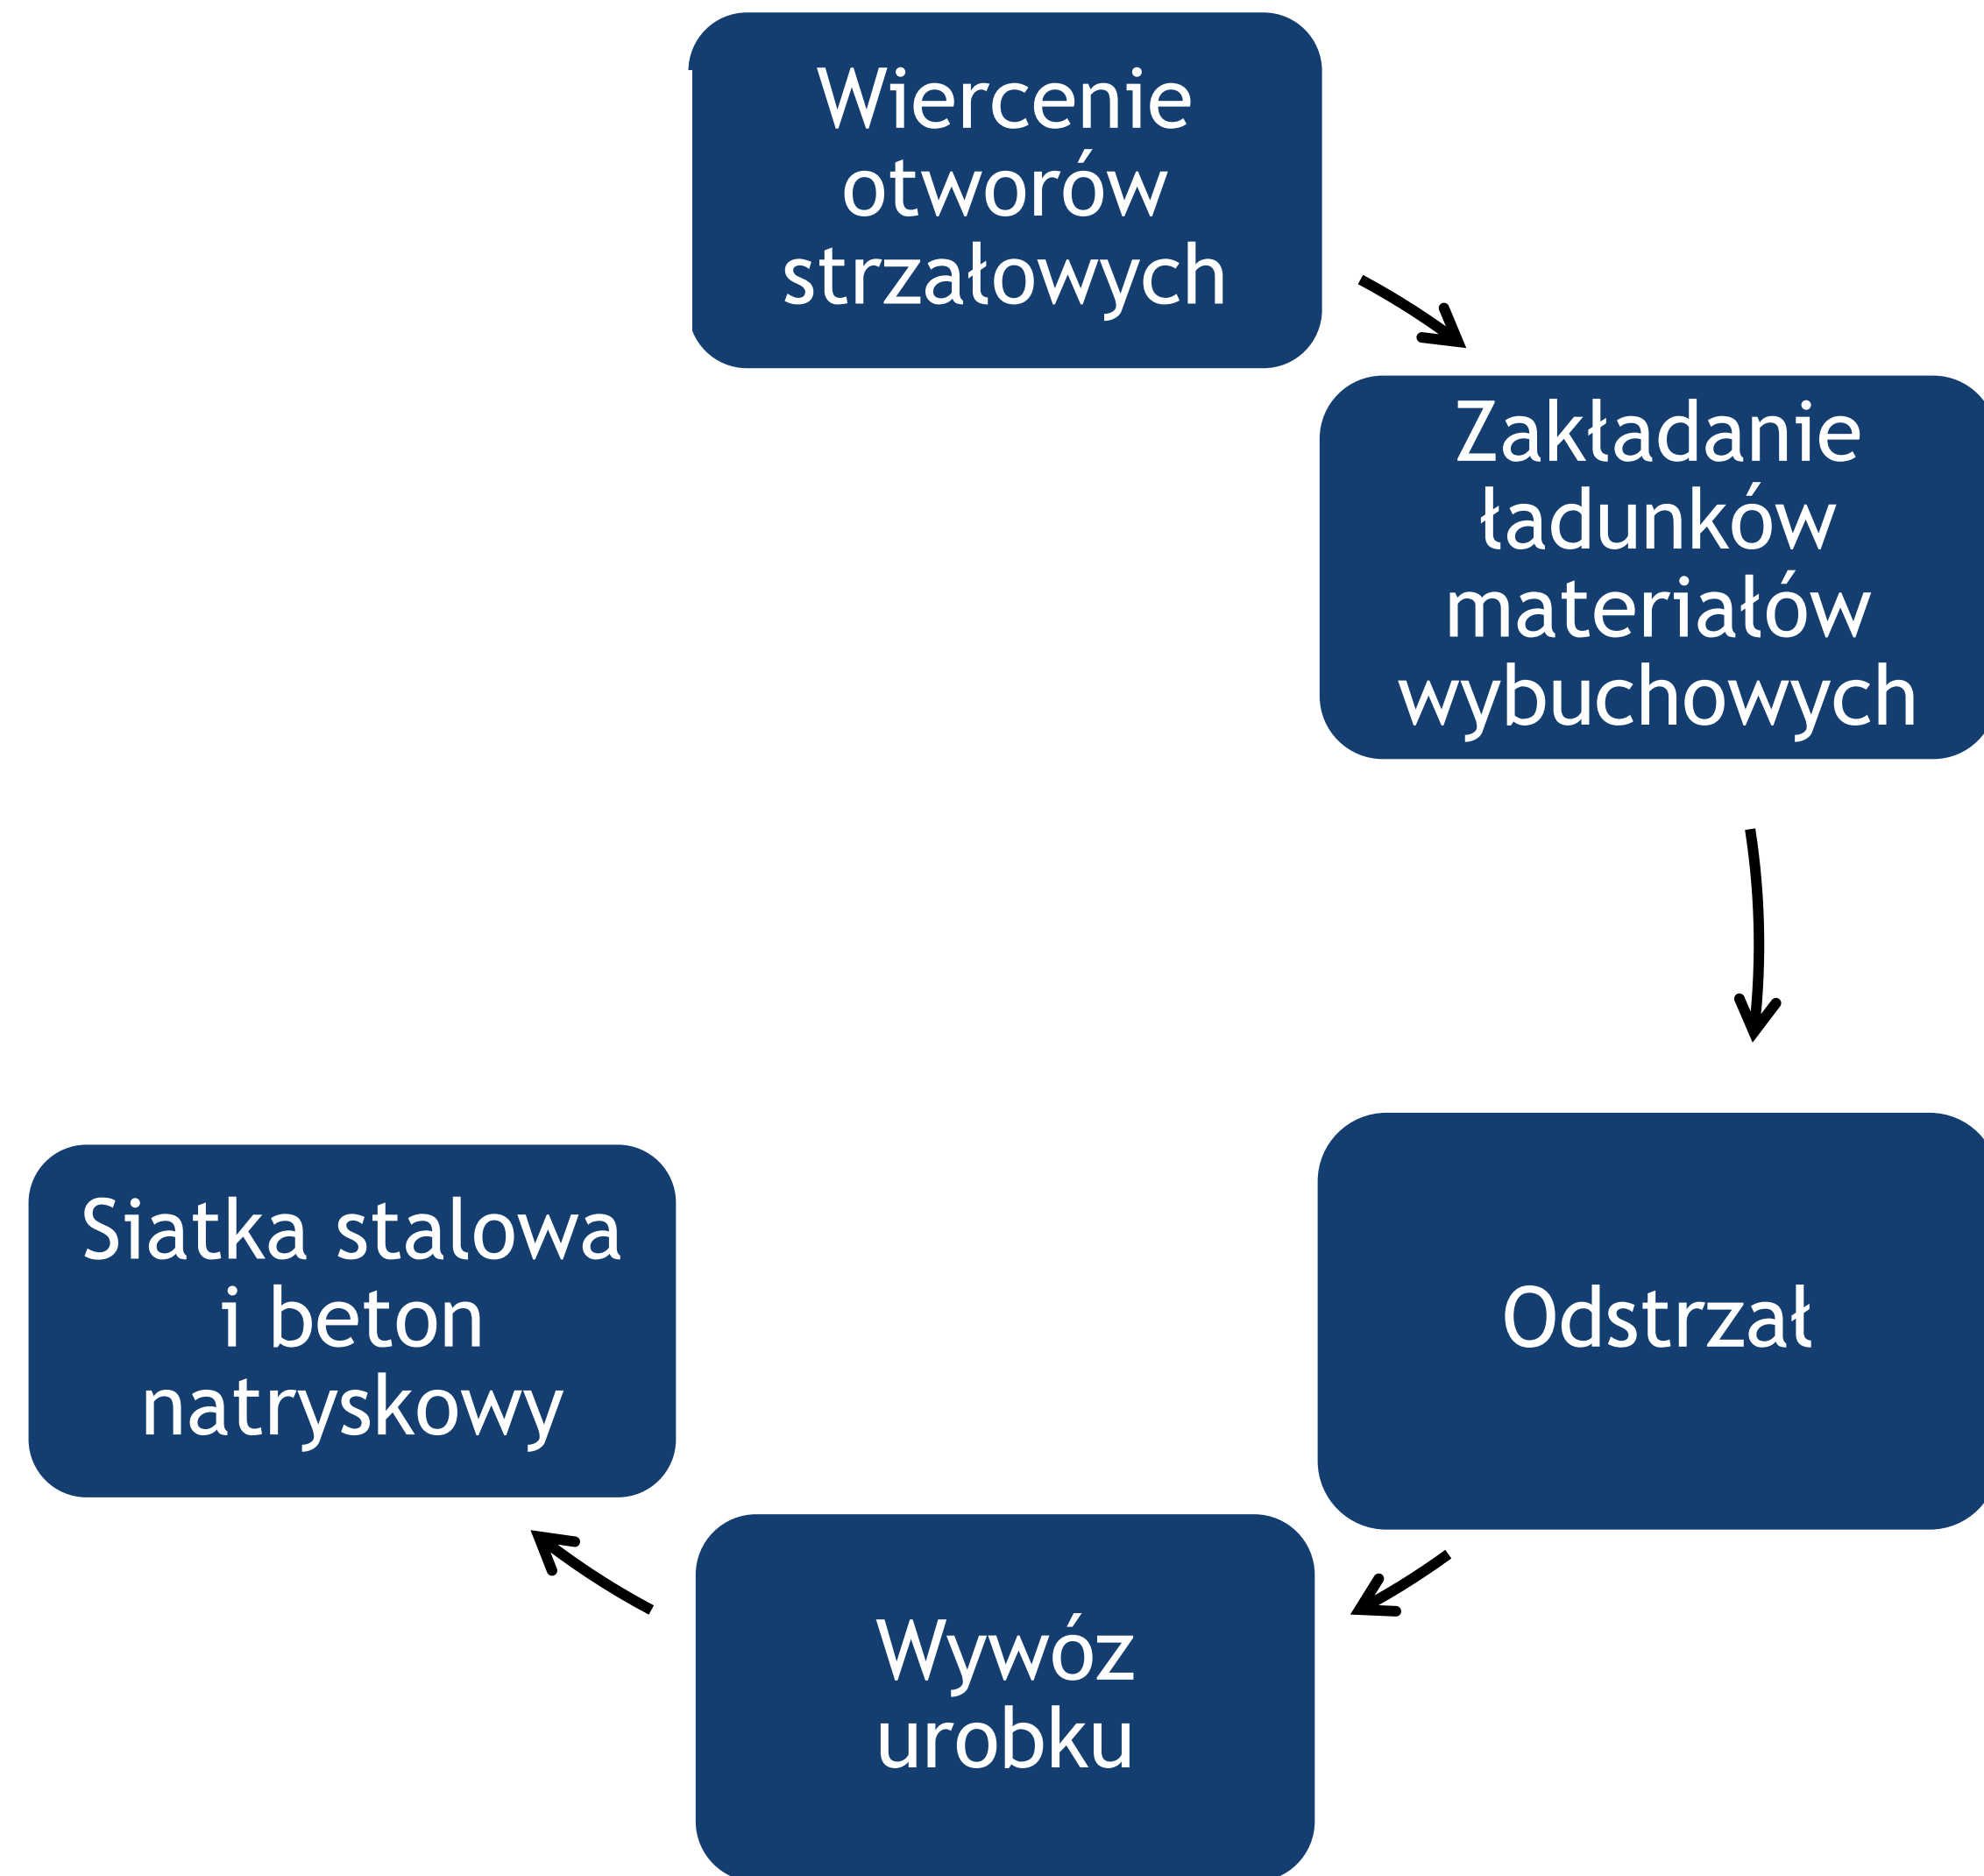 Wiercenie
otworów
strzałowych
Zakładanie
ładunków
materiałów
wybuchowych
Odstrzał
Wywóz
urobku
Siatka stalowa
i beton
natryskowy